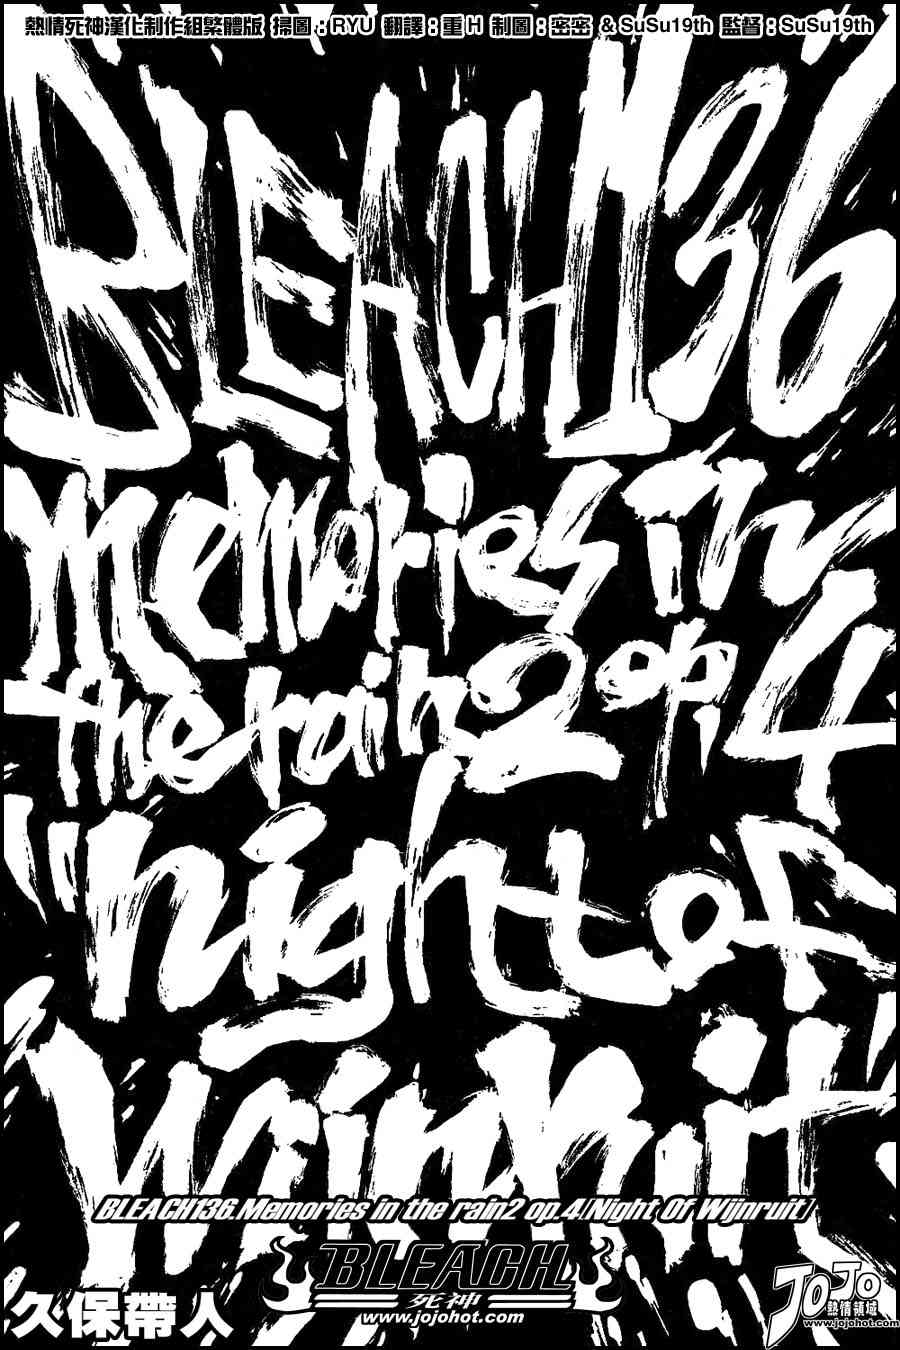 熱情死神漢化制作組繁體版 掃圖：RYU 翻譯：重H 制圖：密密 & SuSu19th 監督：SuSu19th
BLEACH136
memories in
the rain2 op.4
"night of
wijnruit"
BLEACH136.Memories in the rain2 op.4[Night Of Wijnruit]
BLEACH
死神
www.jojohot.com
久保帶人
JOJO
熱情領域
www.jojohot.com